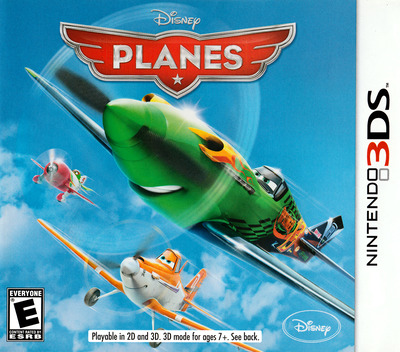 Disney
PLANES
NINTENDO 3DS
EVERYONE
E
CONTENT RATED BY
ESRB
Playable in 2D and 3D. 3D mode for ages 7+. See back.
Disney